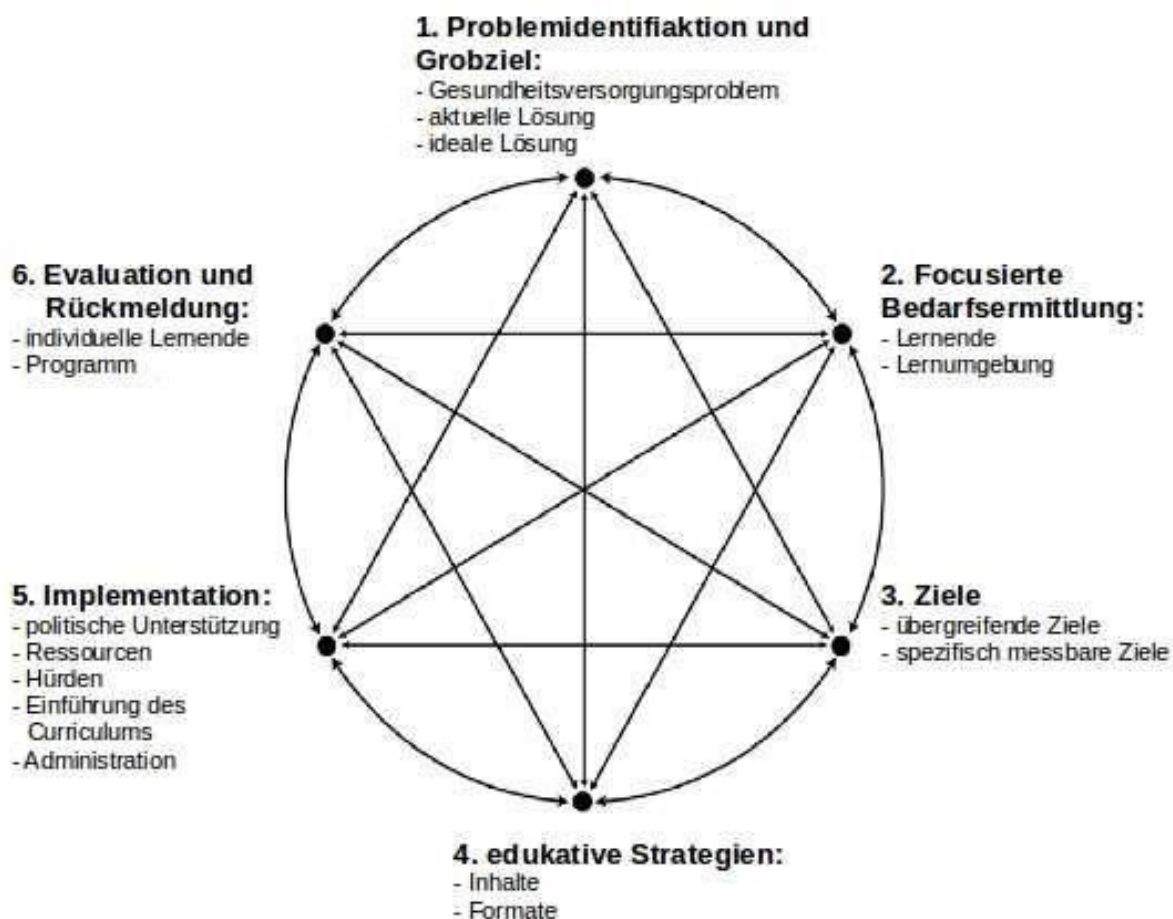 1. Problemidentifiaktion und
Grobziel:
- Gesundheitsversorgungsproblem
- aktuelle Lösung
- ideale Lösung
2. Focusierte
Bedarfsermittlung:
- Lernende
- Lernumgebung
3. Ziele
- übergreifende Ziele
- spezifisch messbare Ziele
4. edukative Strategien:
- Inhalte
- Formate
5. Implementation:
- politische Unterstützung
- Ressourcen
- Hürden
- Einführung des
Curriculums
- Administration
6. Evaluation und
Rückmeldung:
- individuelle Lernende
- Programm